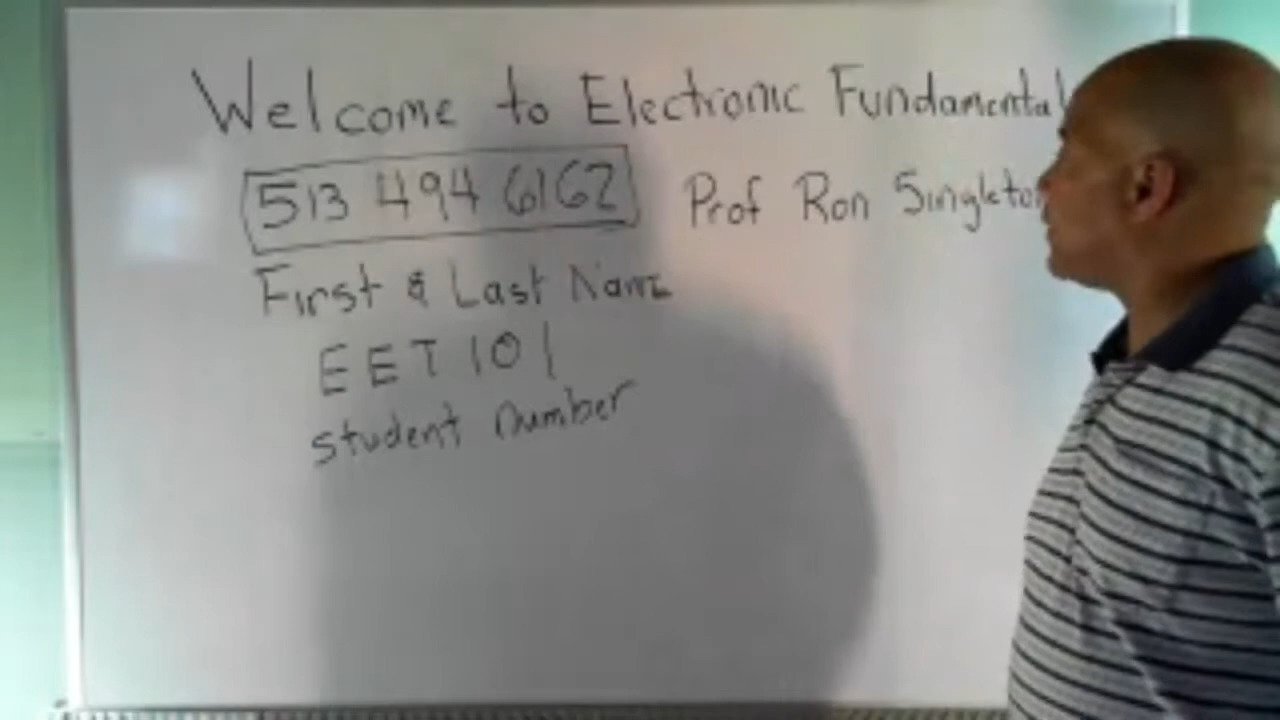 Welcome to Electronic Fundamental
513 494 6162 Prof Ron Singleton
First & Last Name
EET 101
student number